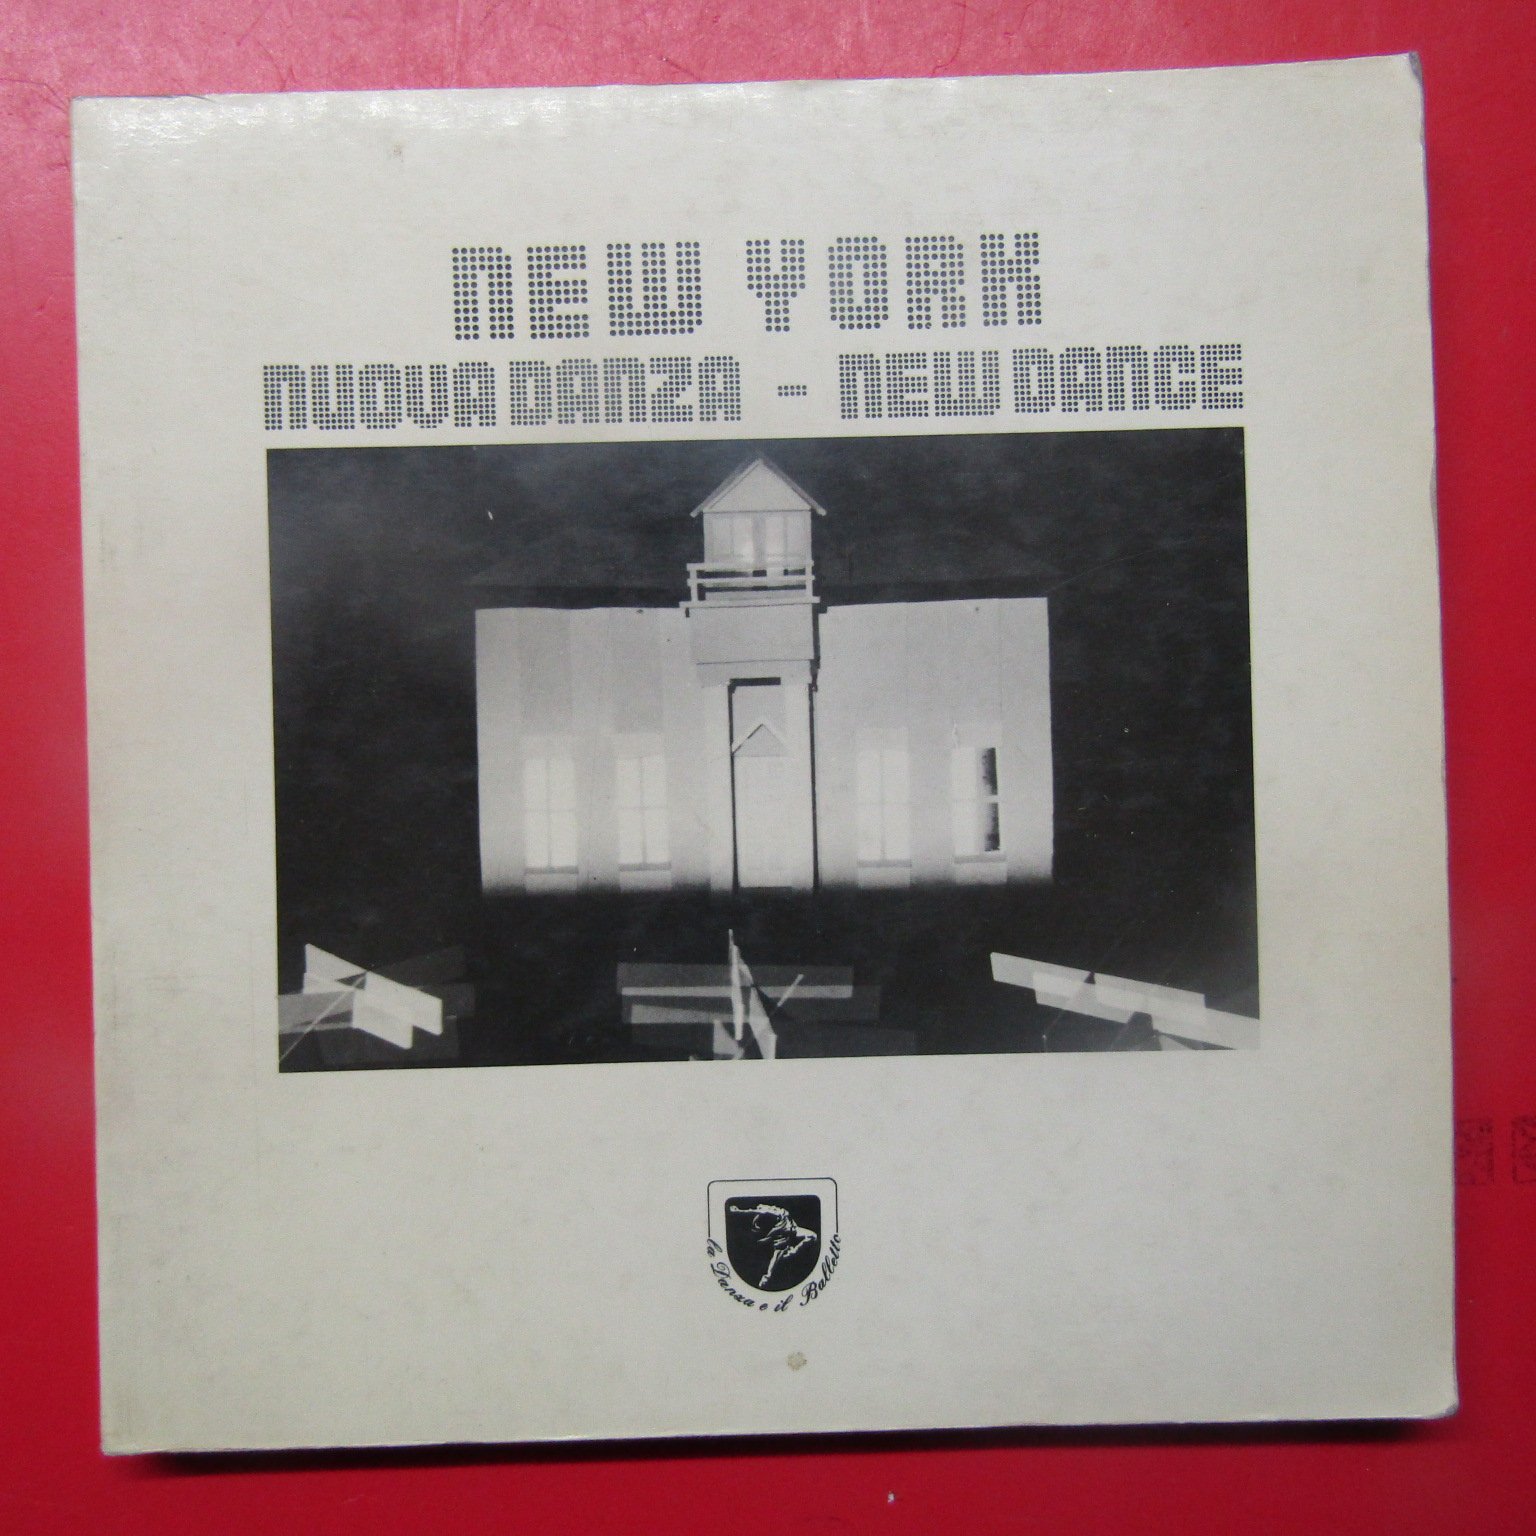 NEW YORK
NUOVA DANZA - NEW DANCE
la Danza e il Balletto